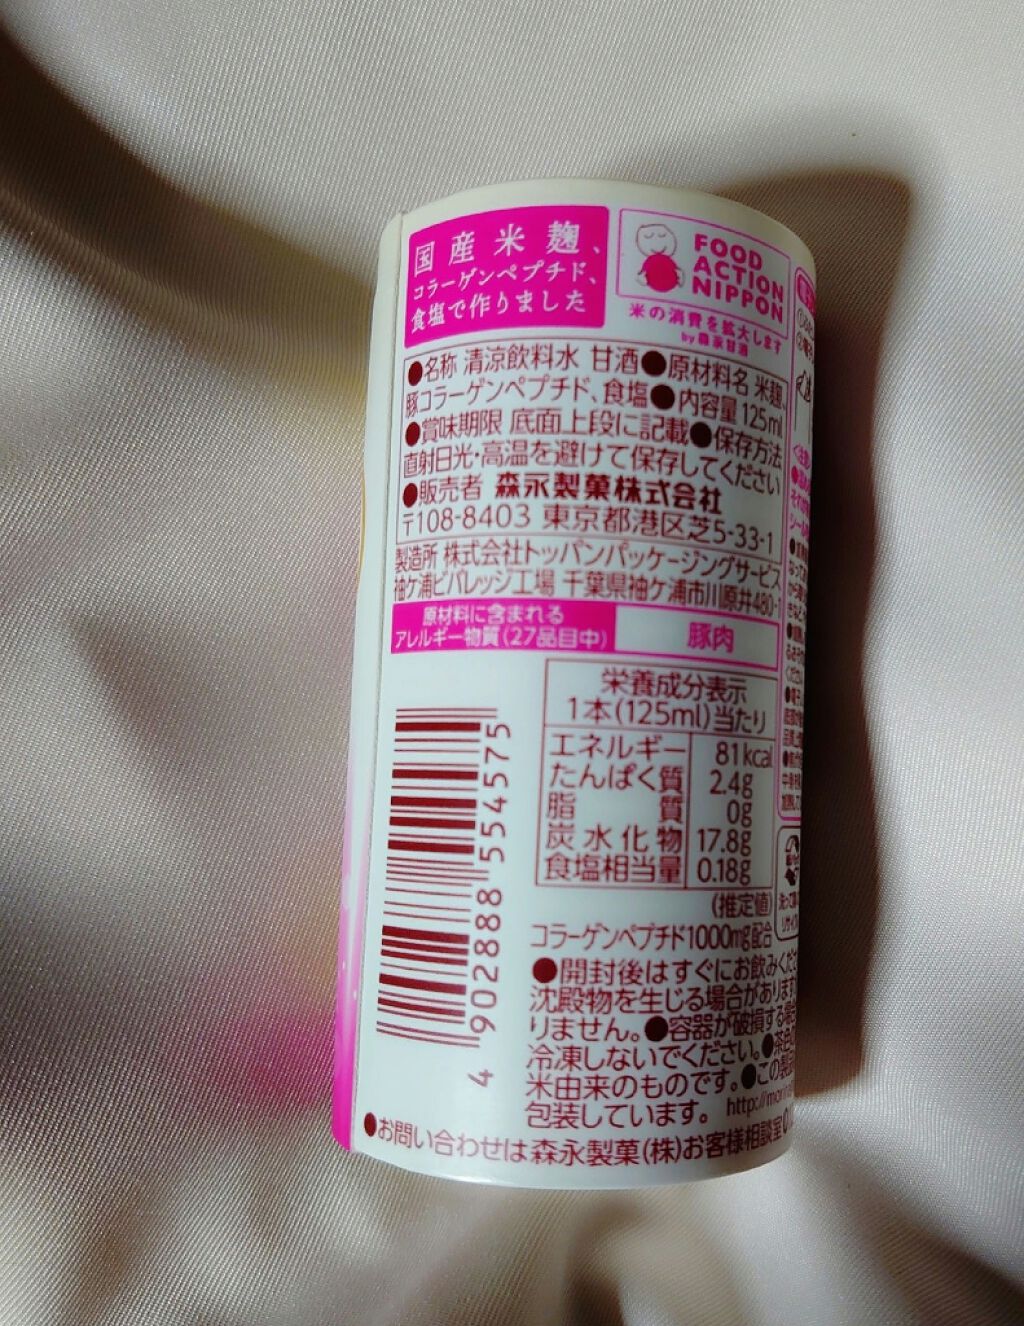 国産米麹、
コラーゲンペプチド、
食塩で作りました
FOOD
ACTION
NIPPON
米の消費を拡大します
by 森永甘酒
●名称 清涼飲料水 甘酒●原材料名 米麹、
豚コラーゲンペプチド、食塩●内容量 125ml
●賞味期限 底面上段に記載●保存方法
直射日光・高温を避けて保存してください
●販売者 森永製菓株式会社
〒108-8403 東京都港区芝5-33-1
製造所 株式会社トッパンパッケージングサービス
袖ケ浦ビバレッジ工場 千葉県袖ケ浦市川原井480-1
原材料に含まれる
アレルギー物質(27品目中)
豚肉
栄養成分表示
1本(125ml)当たり
エネルギー 81kcal
たんぱく質 2.4g
脂質 0g
炭水化物 17.8g
食塩相当量 0.18g
(推定値)
コラーゲンペプチド1000mg配合
4 902888 554575
●開封後はすぐにお飲みくだ
沈殿物を生じる場合があります
りません。●容器が破損する場合
冷凍しないでください。●茶色
米由来のものです。●この製品
包装しています。 http://mori
●お問い合わせは森永製菓(株)お客様相談室0